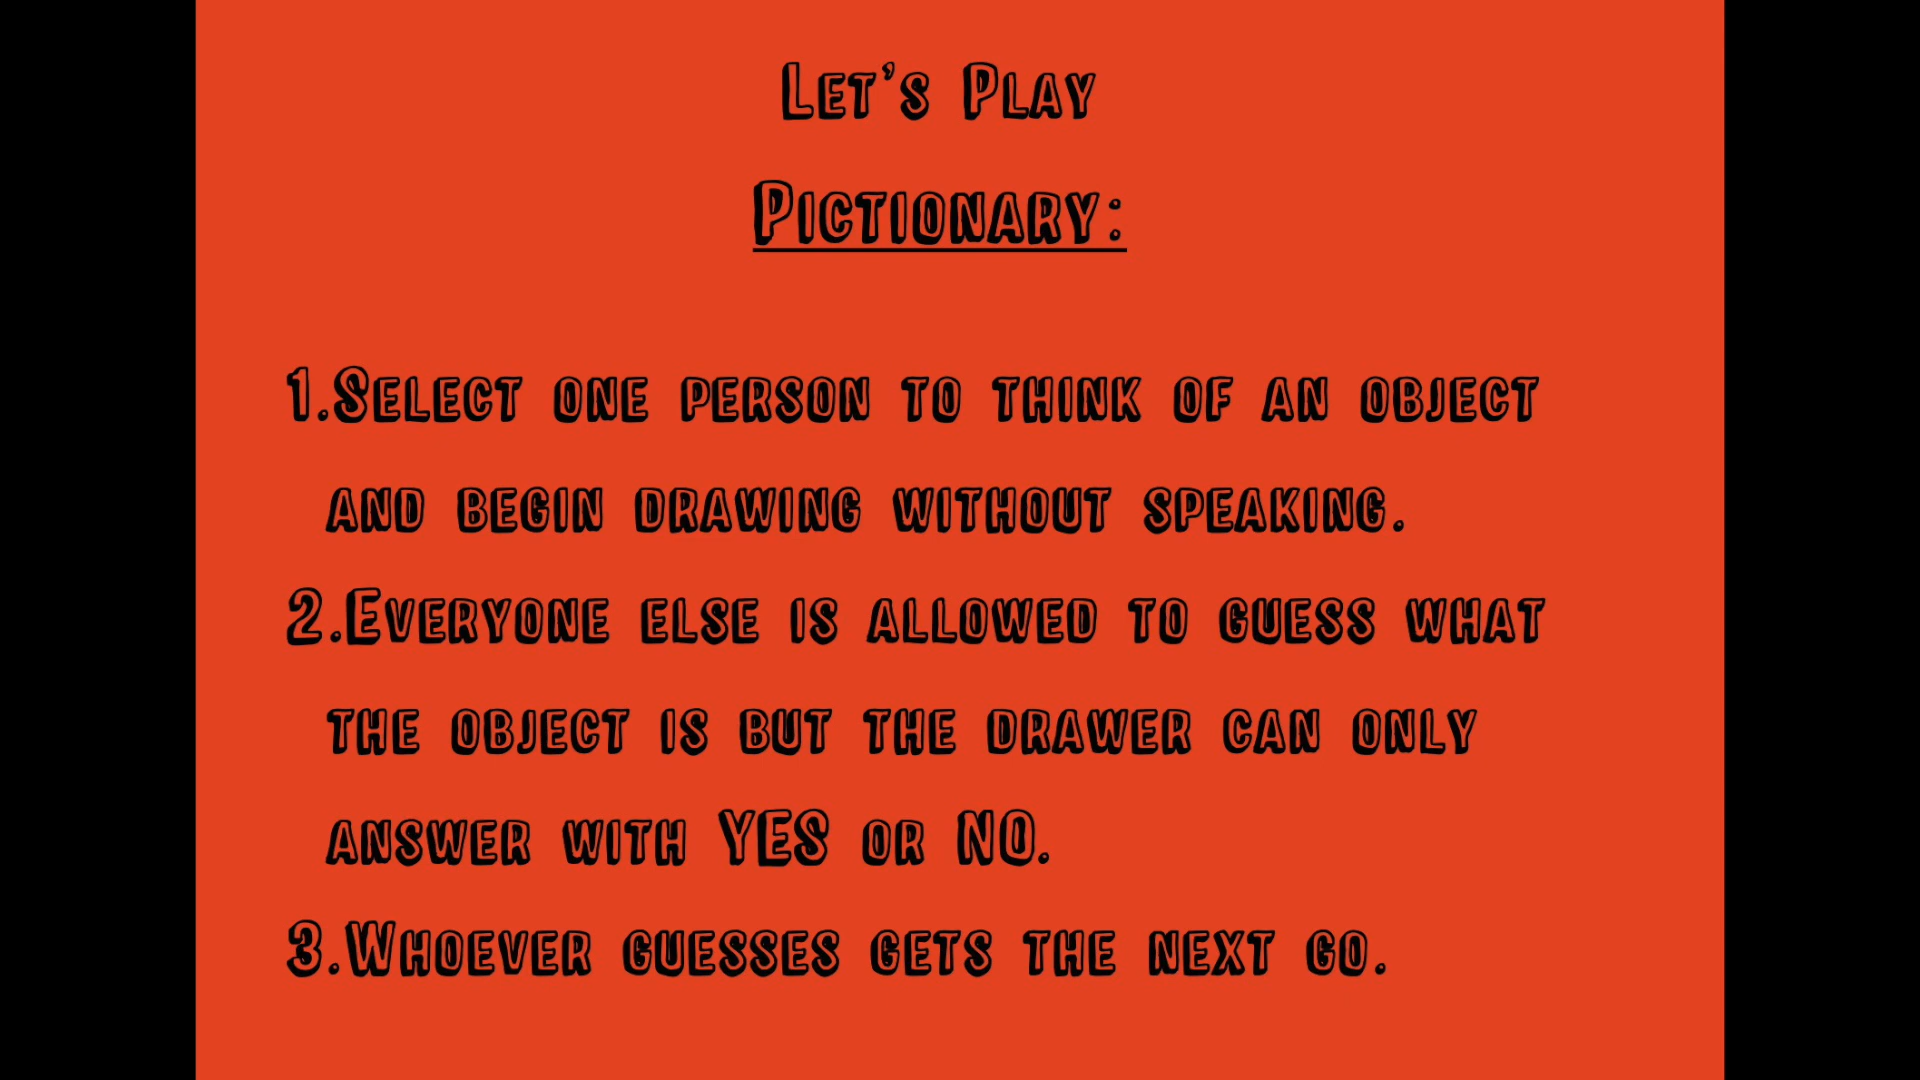 Let's Play
Pictionary:
1.Select one person to think of an object
and begin drawing without speaking.
2.Everyone else is allowed to guess what
the object is but the drawer can only
answer with YES or NO.
3.Whoever guesses gets the next go.